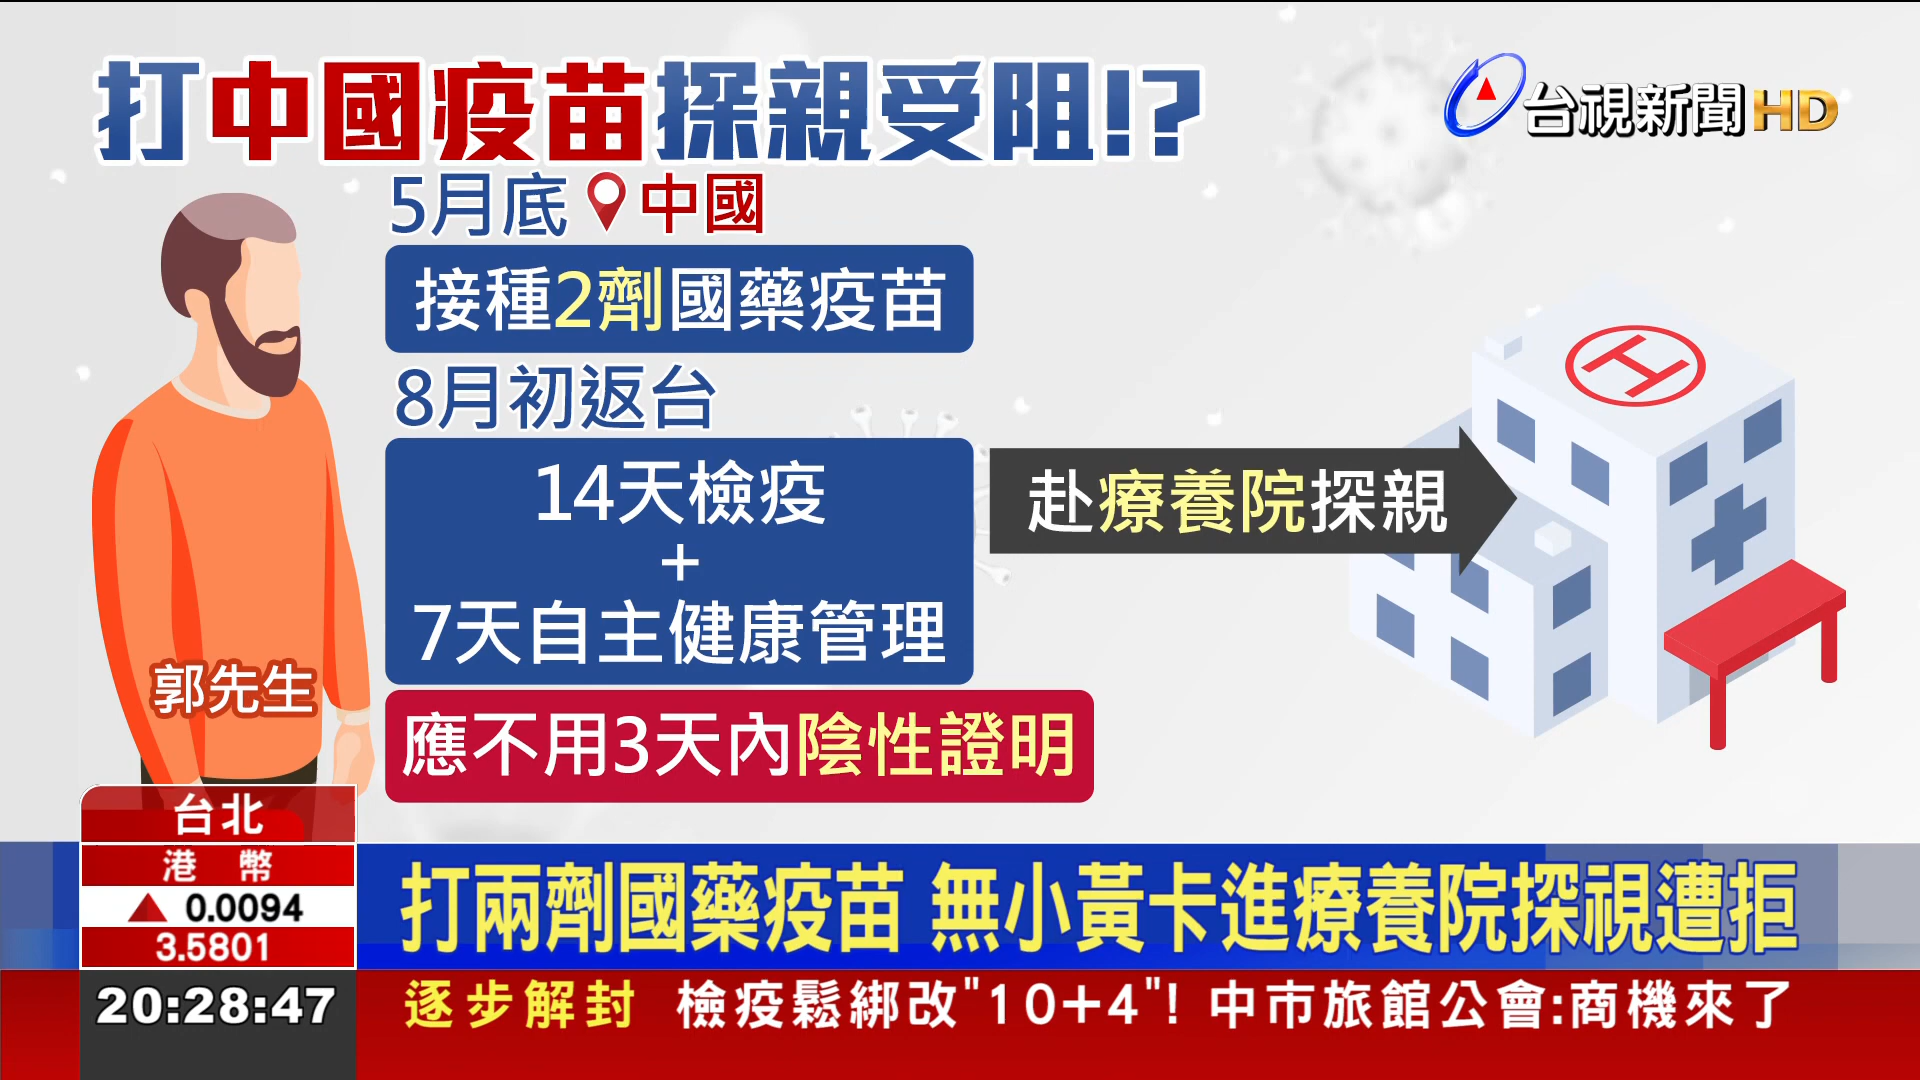 打中國疫苗探親受阻!?
台視新聞HD
5月底 中國
接種2劑國藥疫苗
8月初返台
14天檢疫
+
7天自主健康管理
赴療養院探親
郭先生
應不用3天內陰性證明
台北
港 幣
0.0094
3.5801
打兩劑國藥疫苗 無小黃卡進療養院探視遭拒
20:28:47
逐步解封 檢疫鬆綁改"10+4"! 中市旅館公會:商機來了